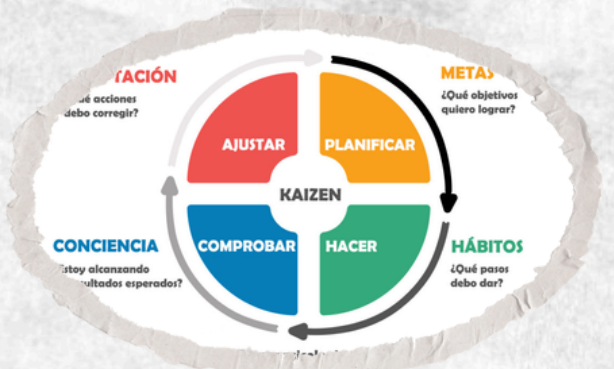 TACIÓN
acciones
debo corregir?
METAS
¿Qué objetivos
quiero lograr?
AJUSTAR
PLANIFICAR
KAIZEN
CONCIENCIA
Estoy alcanzando
esperados?
COMPROBAR
HACER
HÁBITOS
¿Qué pasos
debo dar?